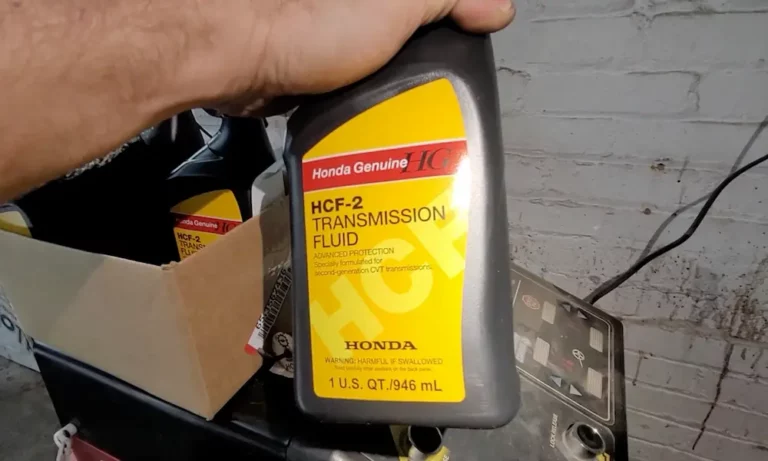 Honda Genuine HG
HCF-2
TRANSMISSION
FLUID
ADVANCED PROTECTION
Specially formulated for
second-generation CVT transmissions.
HCF
HONDA
WARNING: HARMFUL IF SWALLOWED.
1 U.S. QT./946 mL
Honda Genuine
HCF-2